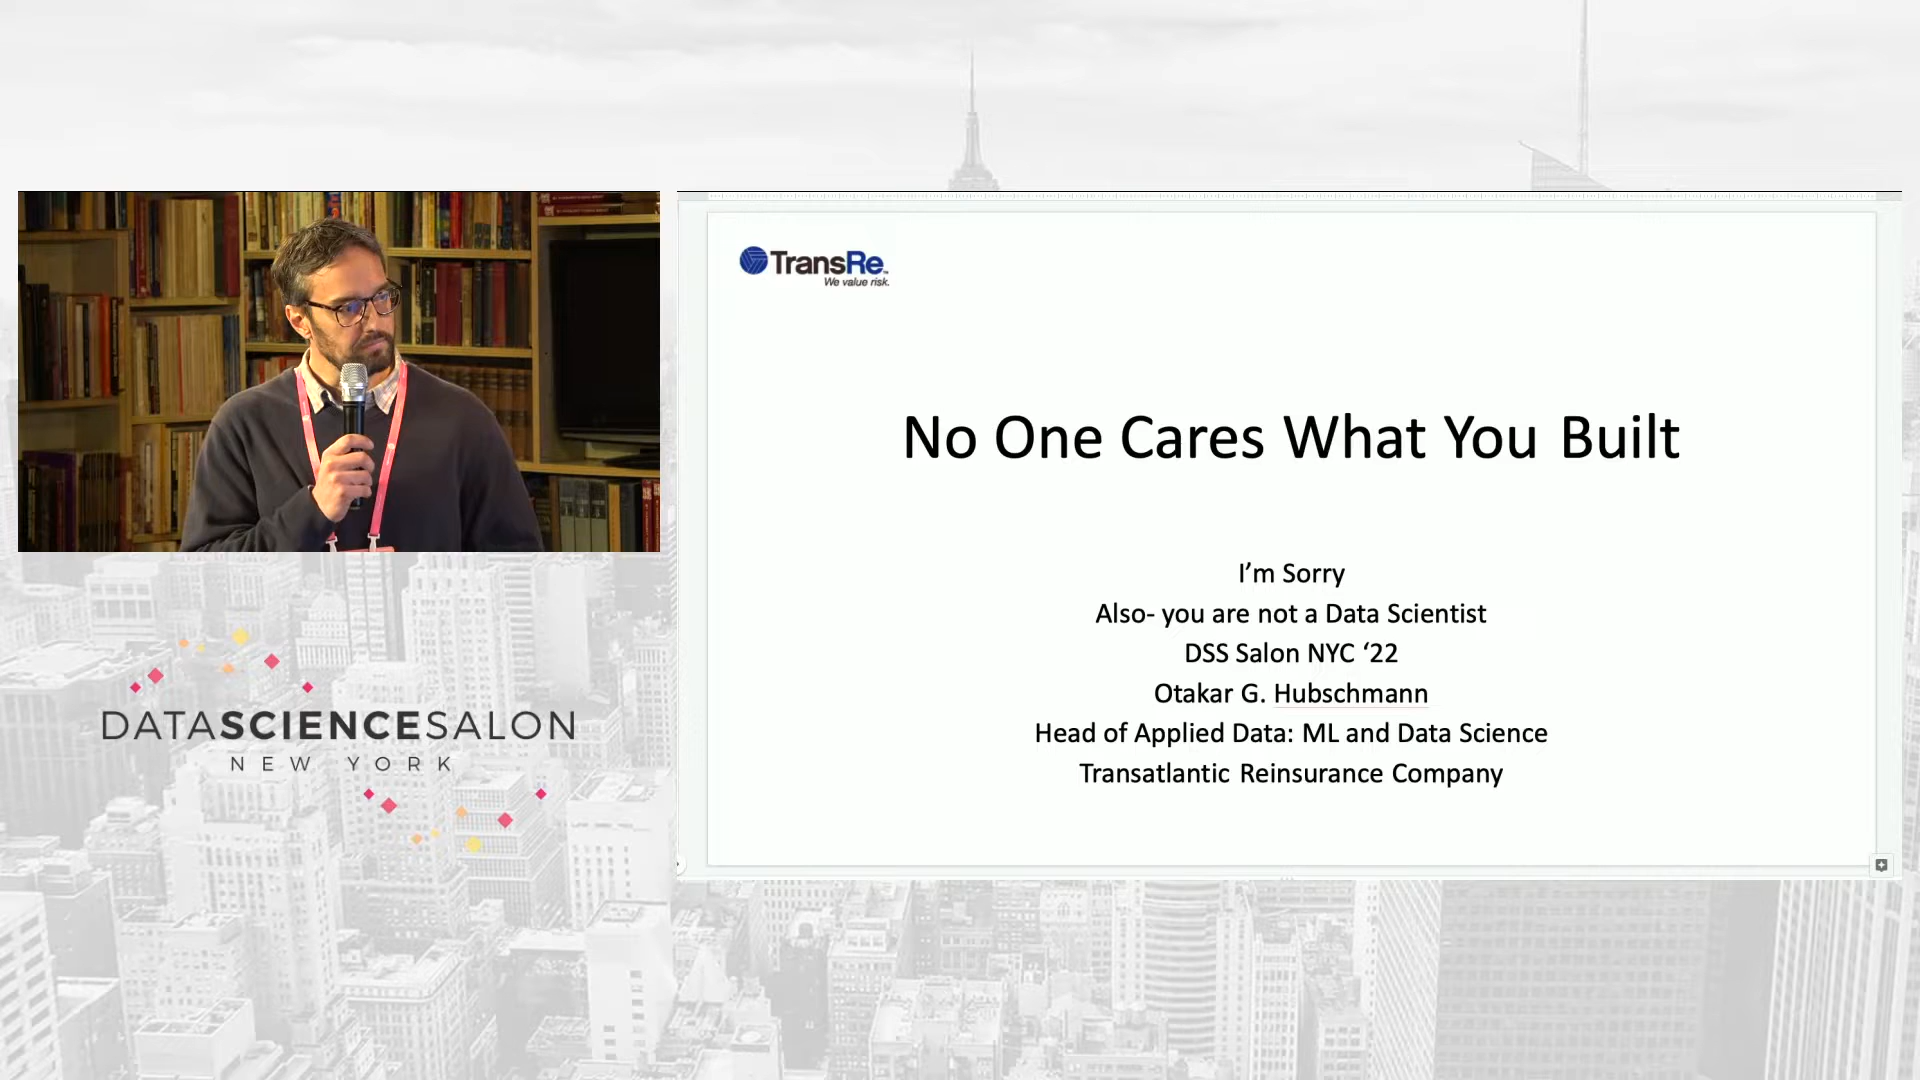 TransRe
We value risk.
No One Cares What You Built
I'm Sorry
Also- you are not a Data Scientist
DSS Salon NYC ‘22
Otakar G. Hubschmann
Head of Applied Data: ML and Data Science
Transatlantic Reinsurance Company
DATASCIENCESALON
NEW YORK